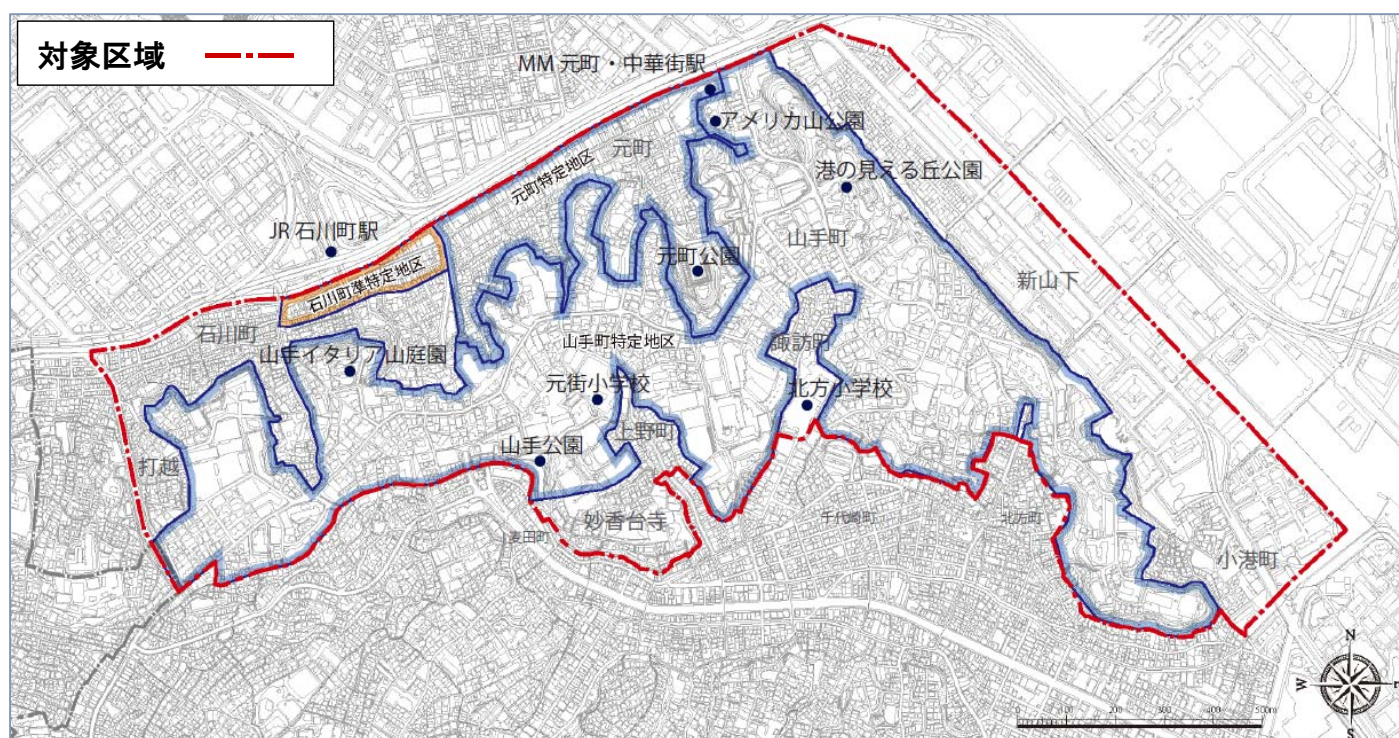 対象区域
MM 元町・中華街駅
アメリカ山公園
元町
元町特定地区
港の見える丘公園
JR 石川町駅
山手町
元町公園
新山下
石川町準特定地区
石川町
山手町特定地区
諏訪町
山手イタリア山庭園
元街小学校
北方小学校
上野町
山手公園
打越
妙香台寺
千代崎町
北方町
麦田町
小港町
N
W
S
0 100 200 300 400 500m